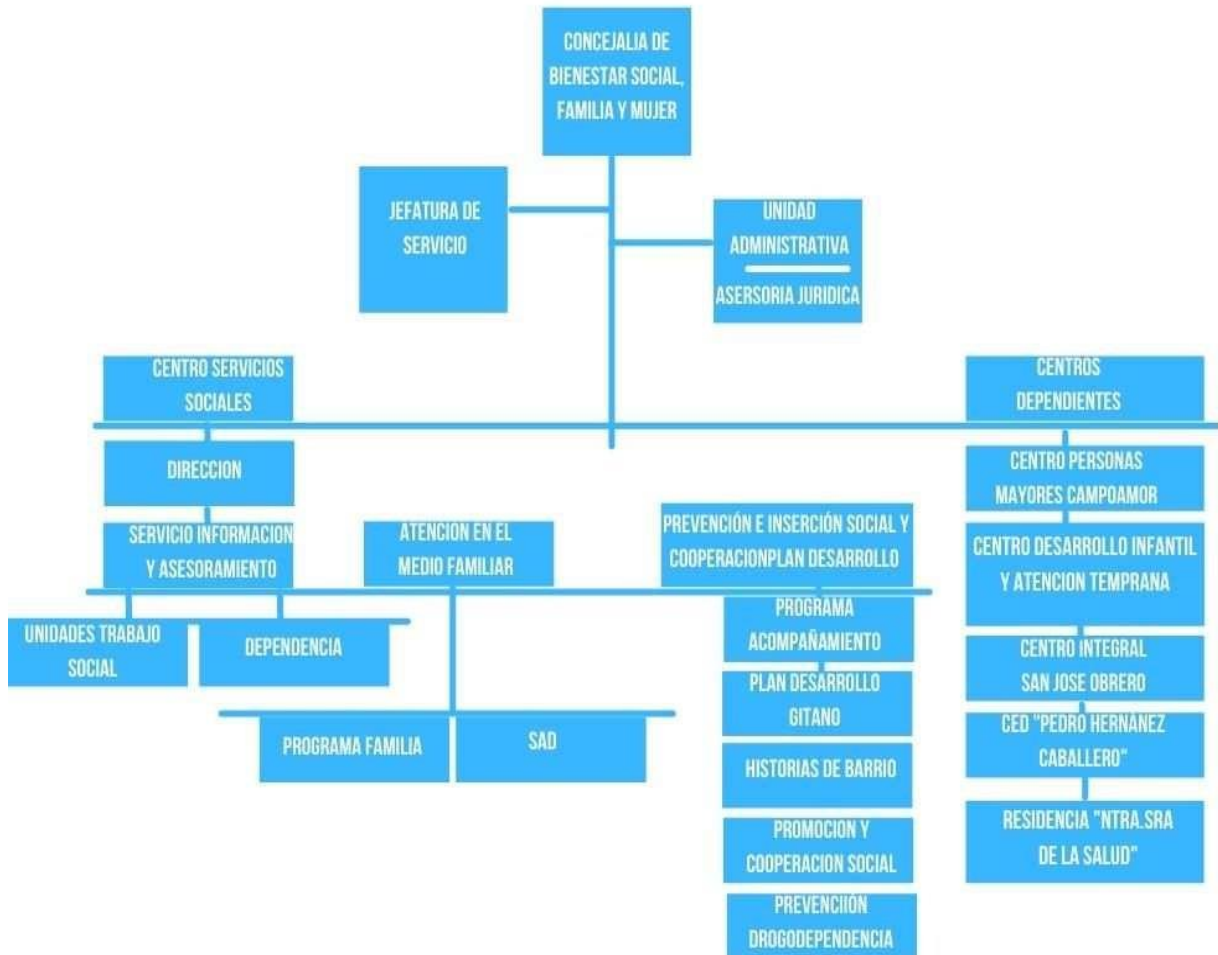 CONCEJALIA DE
BIENESTAR SOCIAL,
FAMILIA Y MUJER
JEFATURA DE
SERVICIO
UNIDAD
ADMINISTRATIVA
ASERSORIA JURIDICA
CENTRO SERVICIOS
SOCIALES
CENTROS
DEPENDIENTES
DIRECCION
CENTRO PERSONAS
MAYORES CAMPOAMOR
SERVICIO INFORMACION
Y ASESORAMIENTO
ATENCION EN EL
MEDIO FAMILIAR
PREVENCIÓN E INSERCIÓN SOCIAL Y
COOPERACIONPLAN DESARROLLO
CENTRO DESARROLLO INFANTIL
Y ATENCION TEMPRANA
UNIDADES TRABAJO
SOCIAL
DEPENDENCIA
PROGRAMA
ACOMPAÑAMIENTO
CENTRO INTEGRAL
SAN JOSE OBRERO
PLAN DESARROLLO
GITANO
PROGRAMA FAMILIA
SAD
HISTORIAS DE BARRIO
CED "PEDRO HERNÁNEZ
CABALLERO"
PROMOCION Y
COOPERACION SOCIAL
RESIDENCIA "NTRA.SRA
DE LA SALUD"
PREVENCIIÓN
DROGODEPENDENCIA